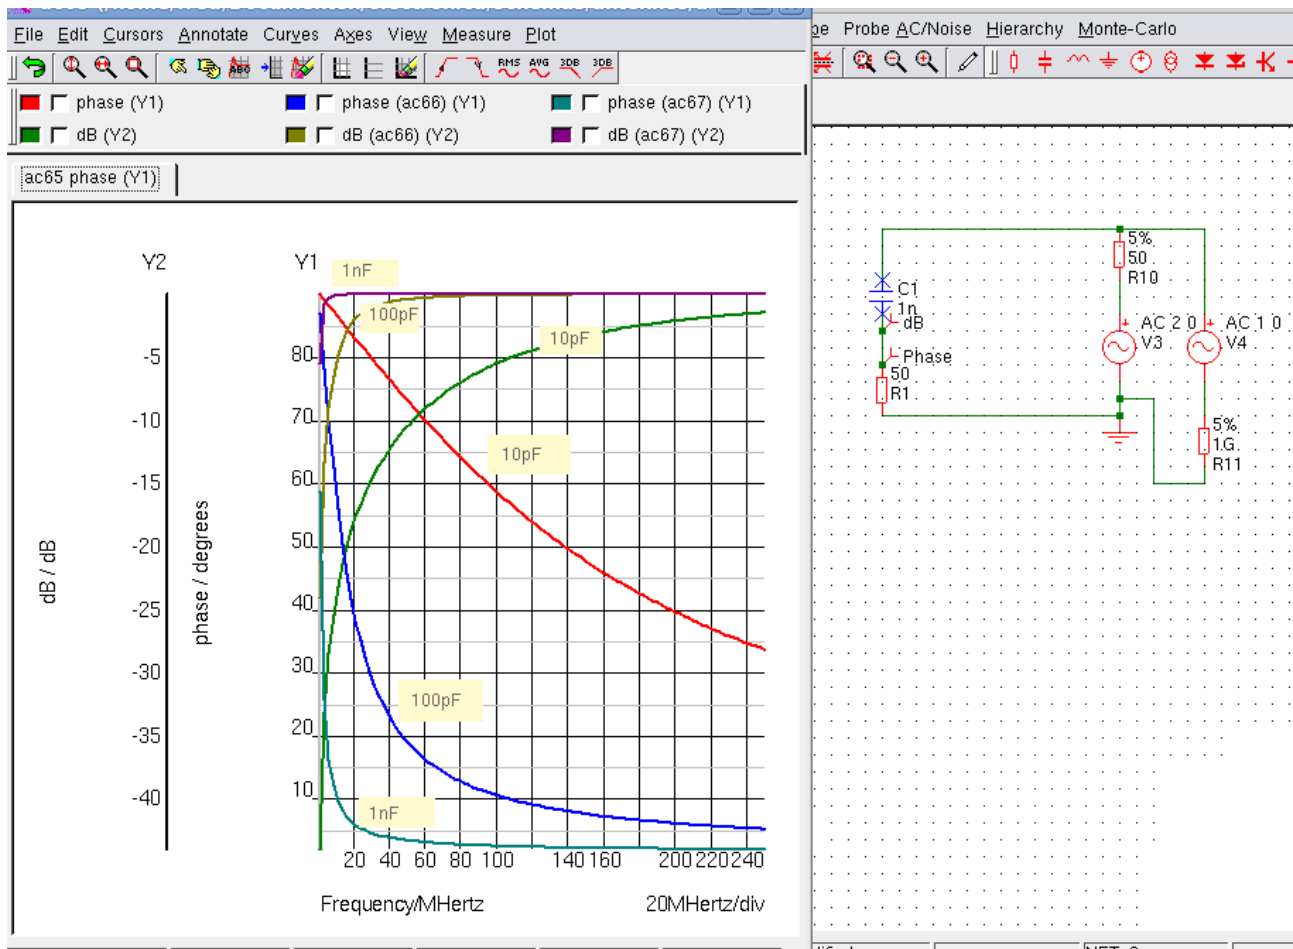 File Edit Cursors Annotate Curves Axes View Measure Plot
Probe AC/Noise Hierarchy Monte-Carlo
ABC RMS AVG 3DB 3DB
phase (Y1) phase (ac66) (Y1) phase (ac67) (Y1)
dB (Y2) dB (ac66) (Y2) dB (ac67) (Y2)
ac65 phase (Y1)
Y2 Y1
1nF
100pF
10pF
10pF
100pF
1nF
-5
-10
-15
-20
-25
-30
-35
-40
dB / dB
80
70
60
50
40
30
20
10
phase / degrees
20 40 60 80 100 140 160 200 220 240
Frequency/MHertz 20MHertz/div
C1
1n
dB
Phase
50
R1
5%
50
R10
AC 2 0
V3
AC 1 0
V4
5%
1G
R11